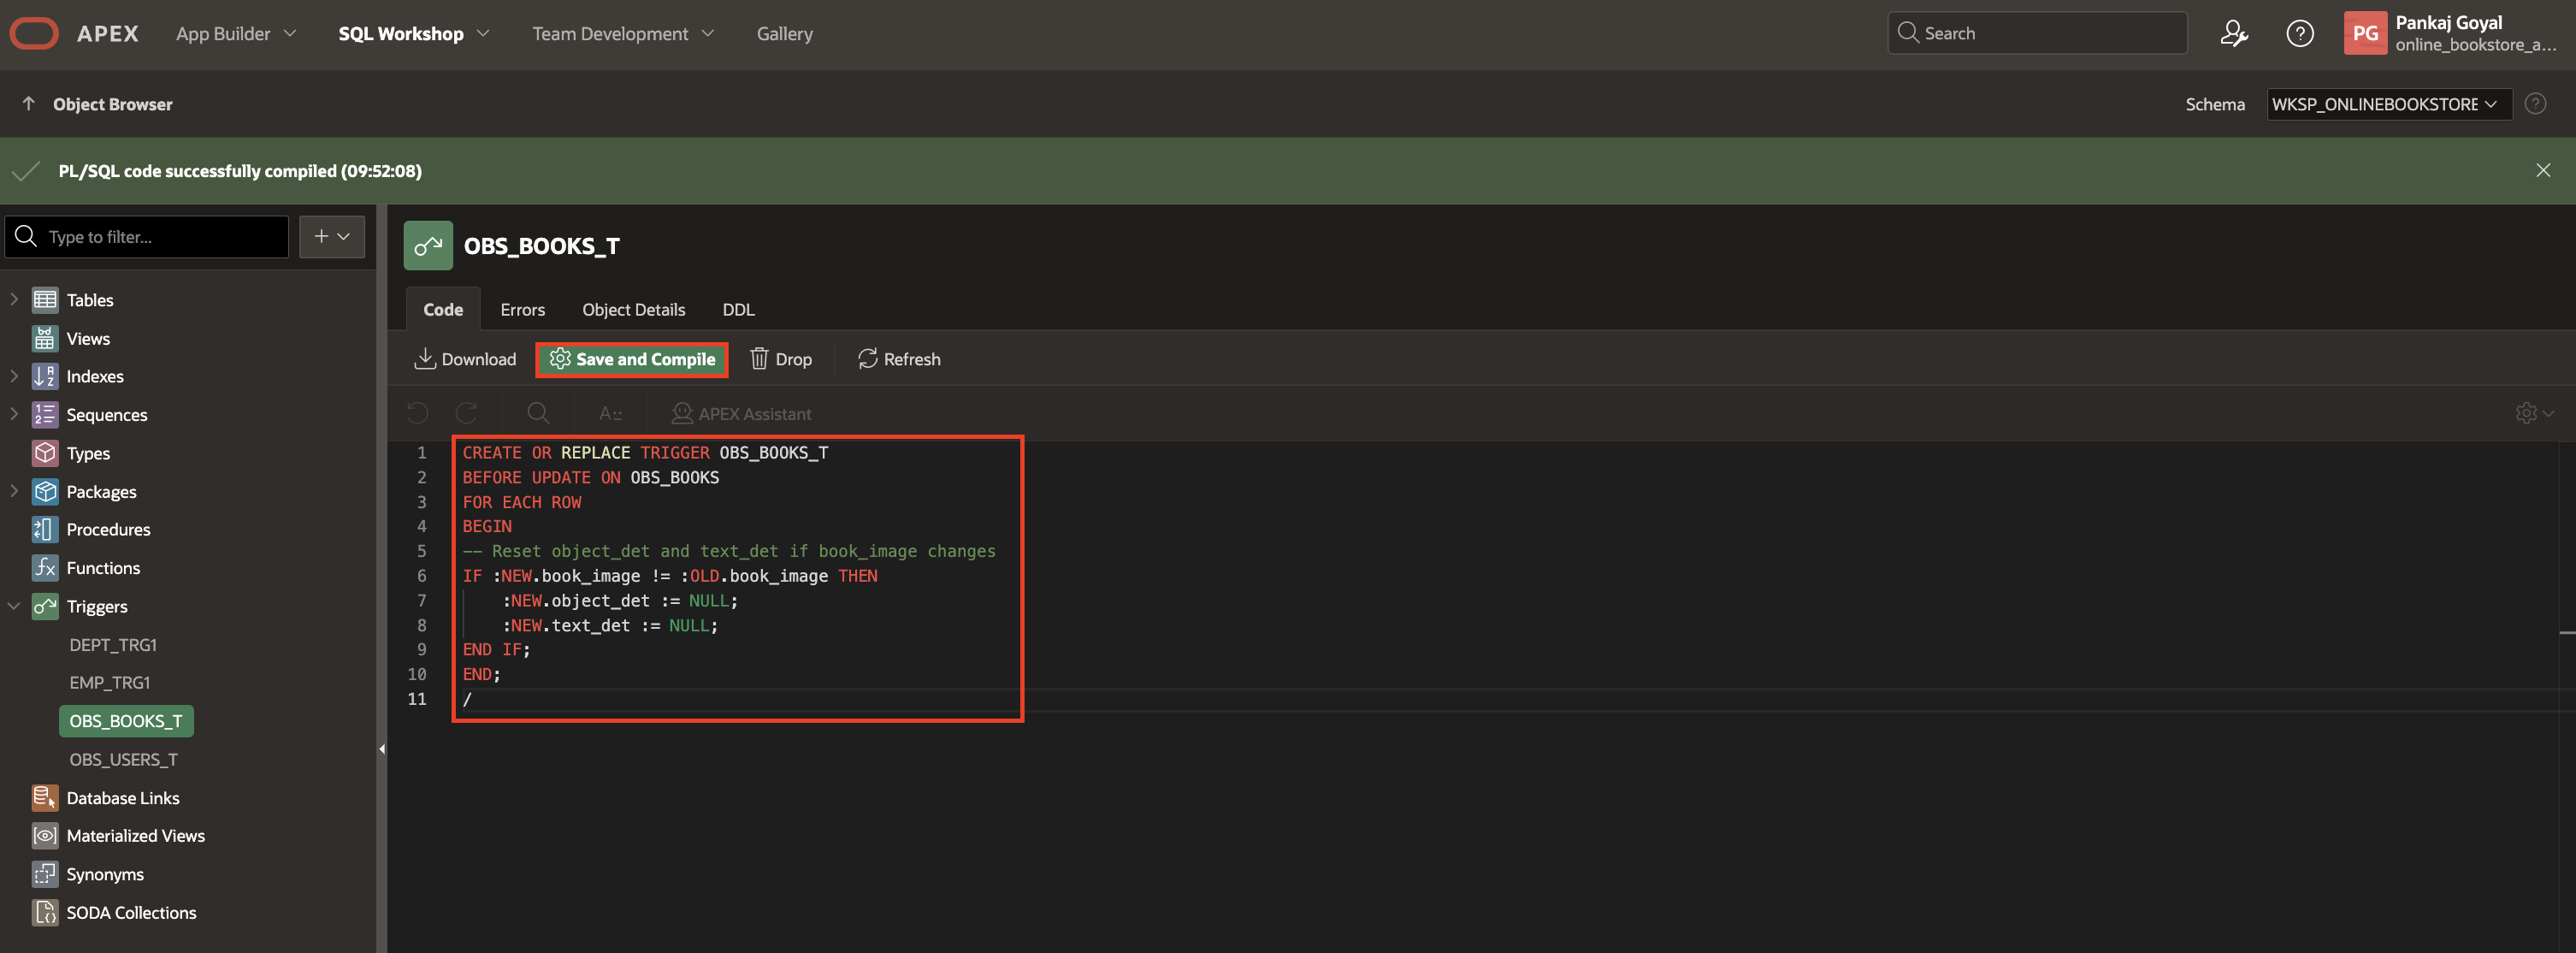 APEX App Builder SQL Workshop Team Development Gallery Search PG Pankaj Goyal
online_bookstore_a...
Object Browser Schema WKSP_ONLINEBOOKSTORE
PL/SQL code successfully compiled (09:52:08)
Type to filter...
Tables
Views
Indexes
Sequences
Types
Packages
Procedures
Functions
Triggers
DEPT_TRG1
EMP_TRG1
OBS_BOOKS_T
OBS_USERS_T
Database Links
Materialized Views
Synonyms
SODA Collections
OBS_BOOKS_T
Code Errors Object Details DDL
Download Save and Compile Drop Refresh
APEX Assistant
1 CREATE OR REPLACE TRIGGER OBS_BOOKS_T
2 BEFORE UPDATE ON OBS_BOOKS
3 FOR EACH ROW
4 BEGIN
5 -- Reset object_det and text_det if book_image changes
6 IF :NEW.book_image != :OLD.book_image THEN
7 :NEW.object_det := NULL;
8 :NEW.text_det := NULL;
9 END IF;
10 END;
11 /